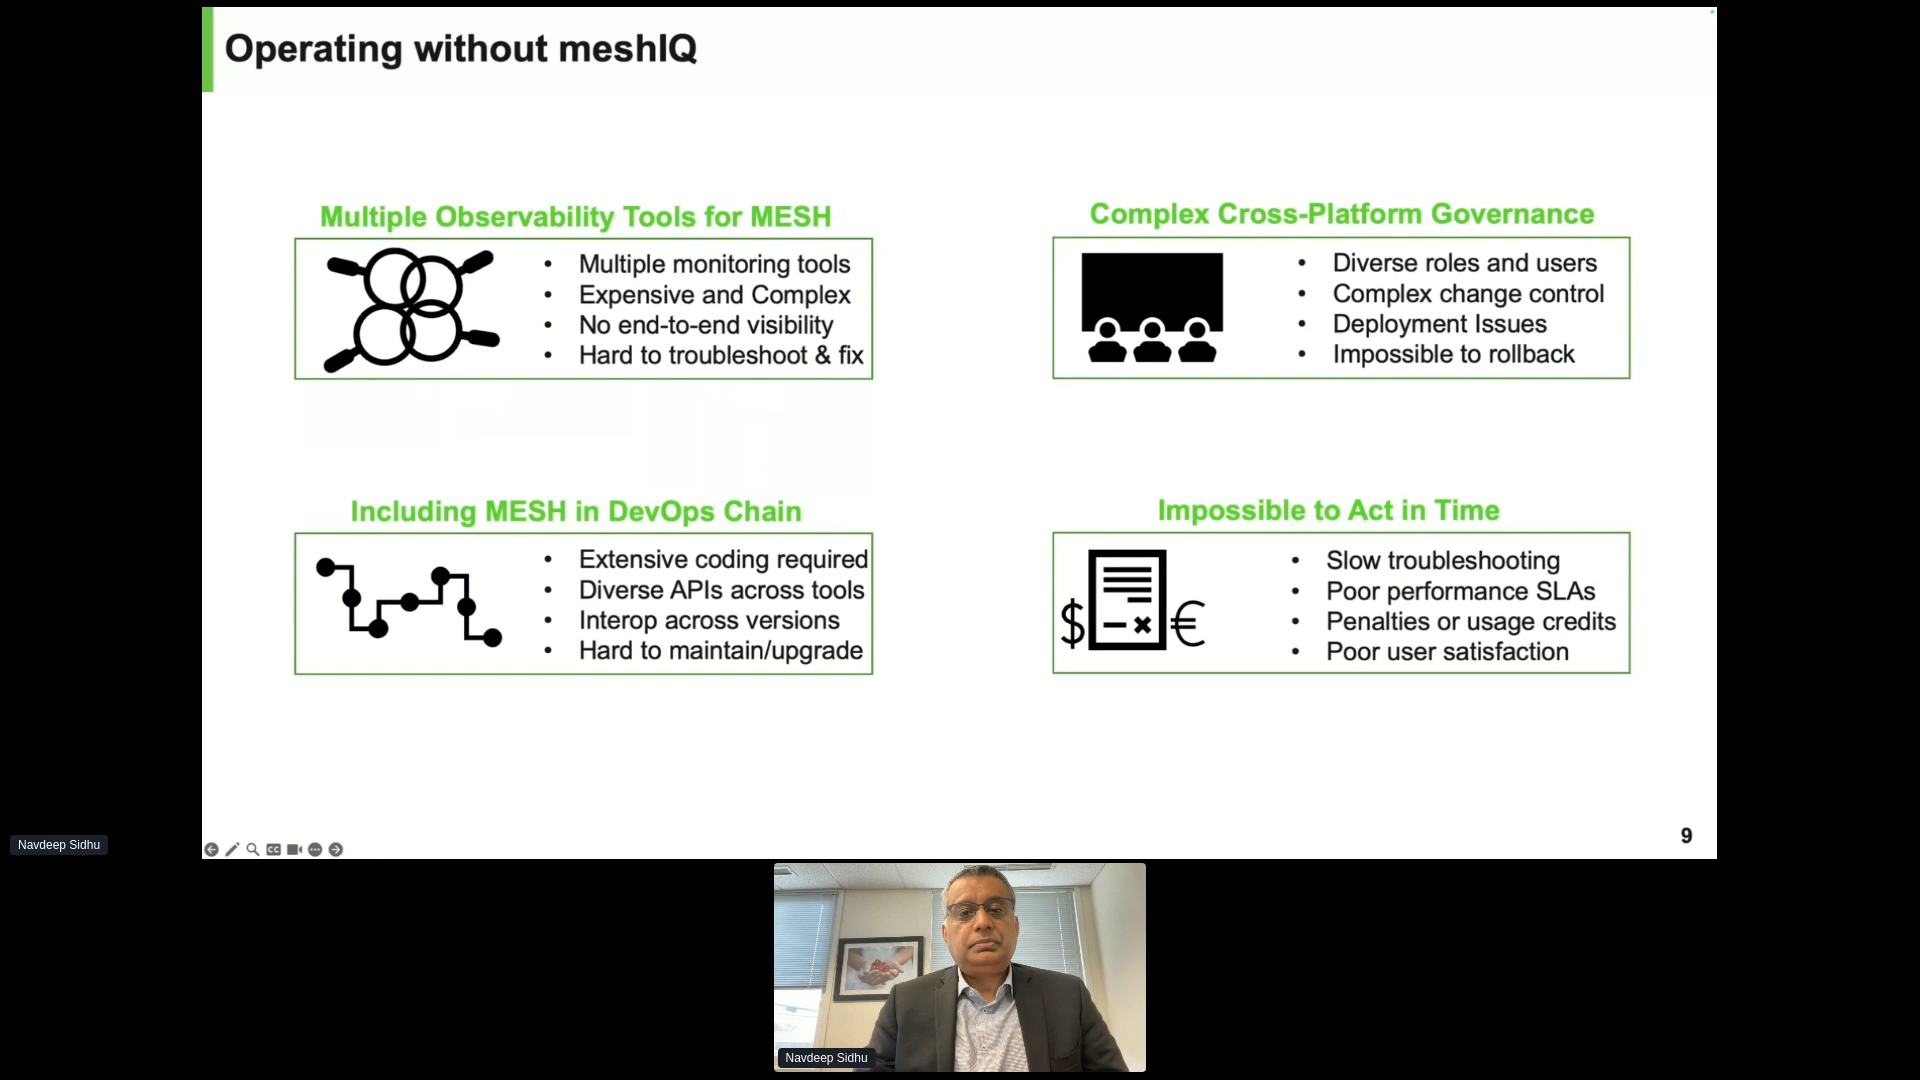 Operating without meshIQ
Multiple Observability Tools for MESH
• Multiple monitoring tools
• Expensive and Complex
• No end-to-end visibility
• Hard to troubleshoot & fix
Complex Cross-Platform Governance
• Diverse roles and users
• Complex change control
• Deployment Issues
• Impossible to rollback
Including MESH in DevOps Chain
• Extensive coding required
• Diverse APIs across tools
• Interop across versions
• Hard to maintain/upgrade
Impossible to Act in Time
$ €
• Slow troubleshooting
• Poor performance SLAs
• Penalties or usage credits
• Poor user satisfaction
9
CC
Navdeep Sidhu
Navdeep Sidhu